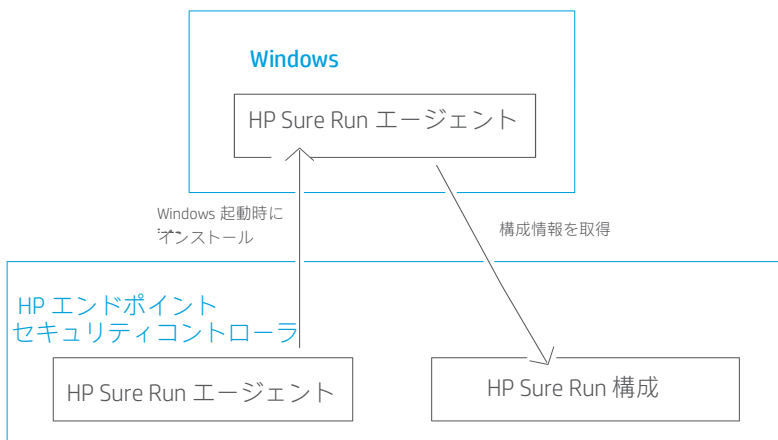 Windows
HP Sure Run エージェント
Windows 起動時に
インストール
構成情報を取得
HP エンドポイント
セキュリティコントローラ
HP Sure Run エージェント
HP Sure Run 構成